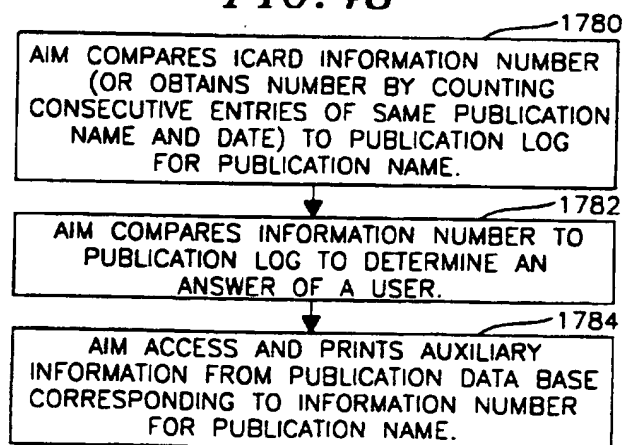 1780
AIM COMPARES ICARD INFORMATION NUMBER
(OR OBTAINS NUMBER BY COUNTING
CONSECUTIVE ENTRIES OF SAME PUBLICATION
NAME AND DATE) TO PUBLICATION LOG
FOR PUBLICATION NAME.
1782
AIM COMPARES INFORMATION NUMBER TO
PUBLICATION LOG TO DETERMINE AN
ANSWER OF A USER.
1784
AIM ACCESS AND PRINTS AUXILIARY
INFORMATION FROM PUBLICATION DATA BASE
CORRESPONDING TO INFORMATION NUMBER
FOR PUBLICATION NAME.